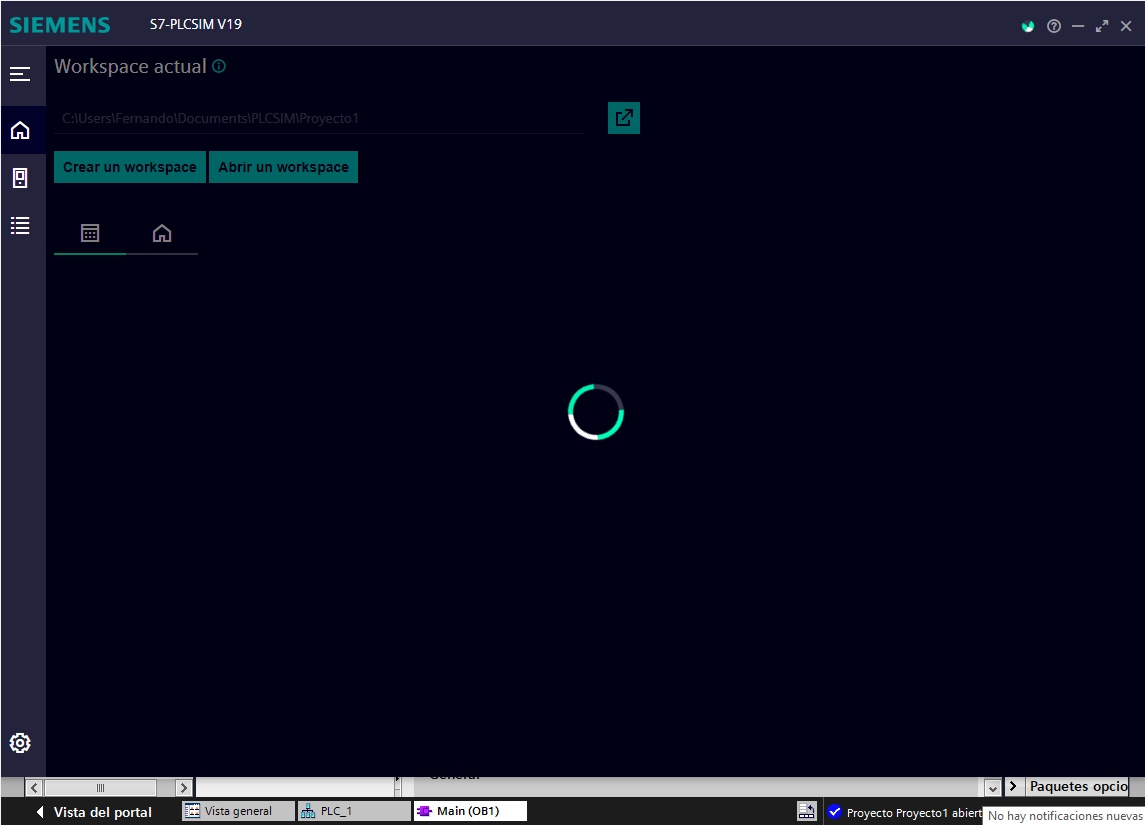 SIEMENS S7-PLCSIM V19
Workspace actual
C:\Users\Fernando\Documents\PLCSIM\Proyecto1
Crear un workspace Abrir un workspace
General
Paquetes opcio
Vista del portal Vista general PLC_1 Main (OB1) Proyecto Proyecto1 abiert
No hay notificaciones nuevas